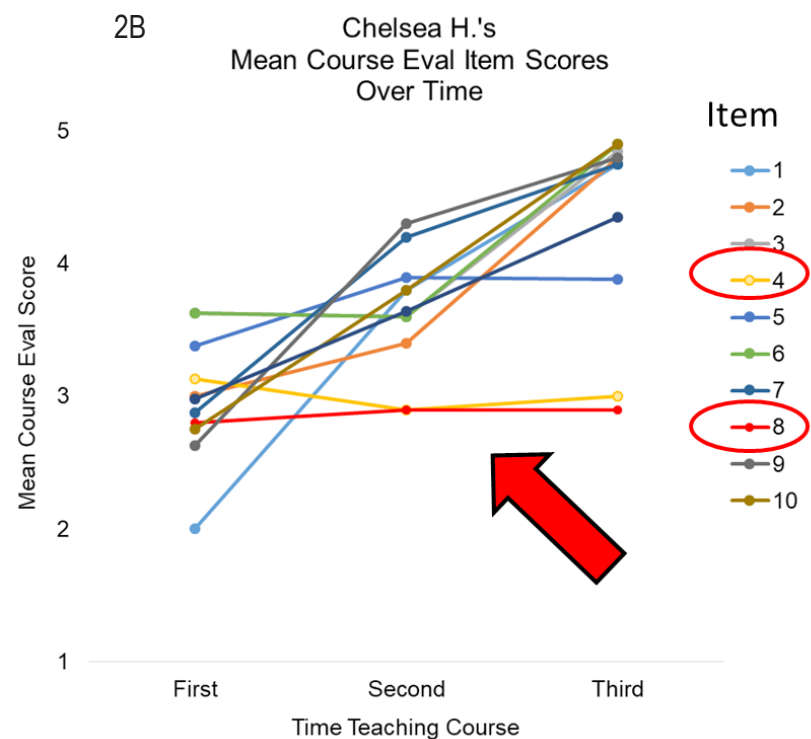 2B
Chelsea H.'s
Mean Course Eval Item Scores
Over Time
Item
5
4
3
2
1
Mean Course Eval Score
1
2
3
4
5
6
7
8
9
10
First Second Third
Time Teaching Course